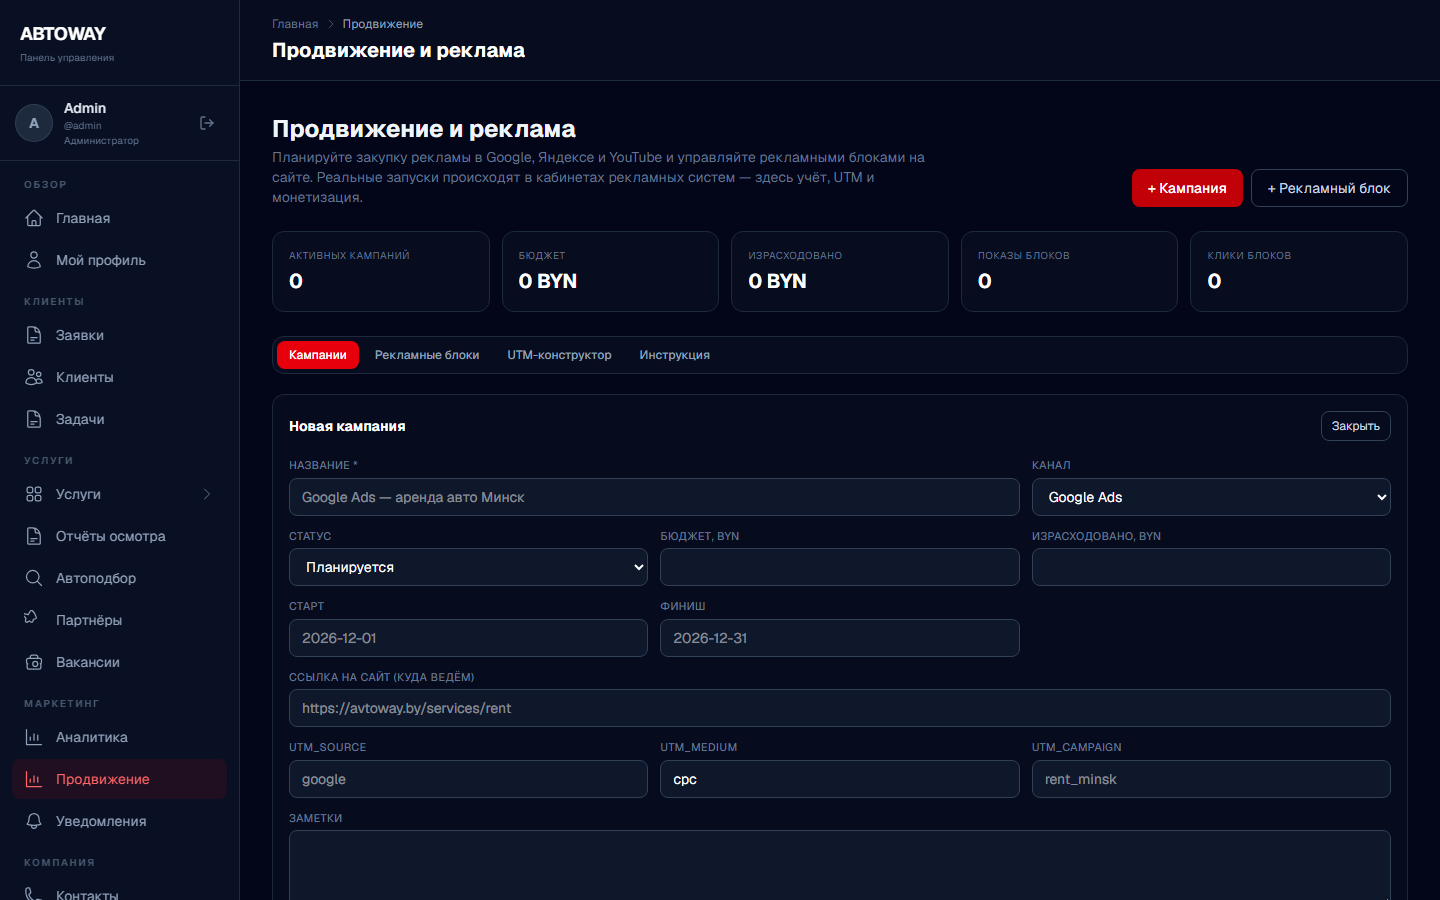 АВТОWAY
Панель управления
A
Admin
@admin
Администратор
ОБЗОР
Главная
Мой профиль
КЛИЕНТЫ
Заявки
Клиенты
Задачи
УСЛУГИ
Услуги
Отчёты осмотра
Автоподбор
Партнёры
Вакансии
МАРКЕТИНГ
Аналитика
Продвижение
Уведомления
КОМПАНИЯ
Контакты
Главная > Продвижение
Продвижение и реклама
Продвижение и реклама
Планируйте закупку рекламы в Google, Яндексе и YouTube и управляйте рекламными блоками на
сайте. Реальные запуски происходят в кабинетах рекламных систем — здесь учёт, UTM и
монетизация.
+ Кампания
+ Рекламный блок
АКТИВНЫХ КАМПАНИЙ
0
БЮДЖЕТ
0 BYN
ИЗРАСХОДОВАНО
0 BYN
ПОКАЗЫ БЛОКОВ
0
КЛИКИ БЛОКОВ
0
Кампании
Рекламные блоки
UTM-конструктор
Инструкция
Новая кампания
Закрыть
НАЗВАНИЕ *
Google Ads — аренда авто Минск
КАНАЛ
Google Ads
СТАТУС
Планируется
БЮДЖЕТ, BYN
ИЗРАСХОДОВАНО, BYN
СТАРТ
2026-12-01
ФИНИШ
2026-12-31
ССЫЛКА НА САЙТ (КУДА ВЕДЁМ)
https://avtoway.by/services/rent
UTM_SOURCE
google
UTM_MEDIUM
cpc
UTM_CAMPAIGN
rent_minsk
ЗАМЕТКИ